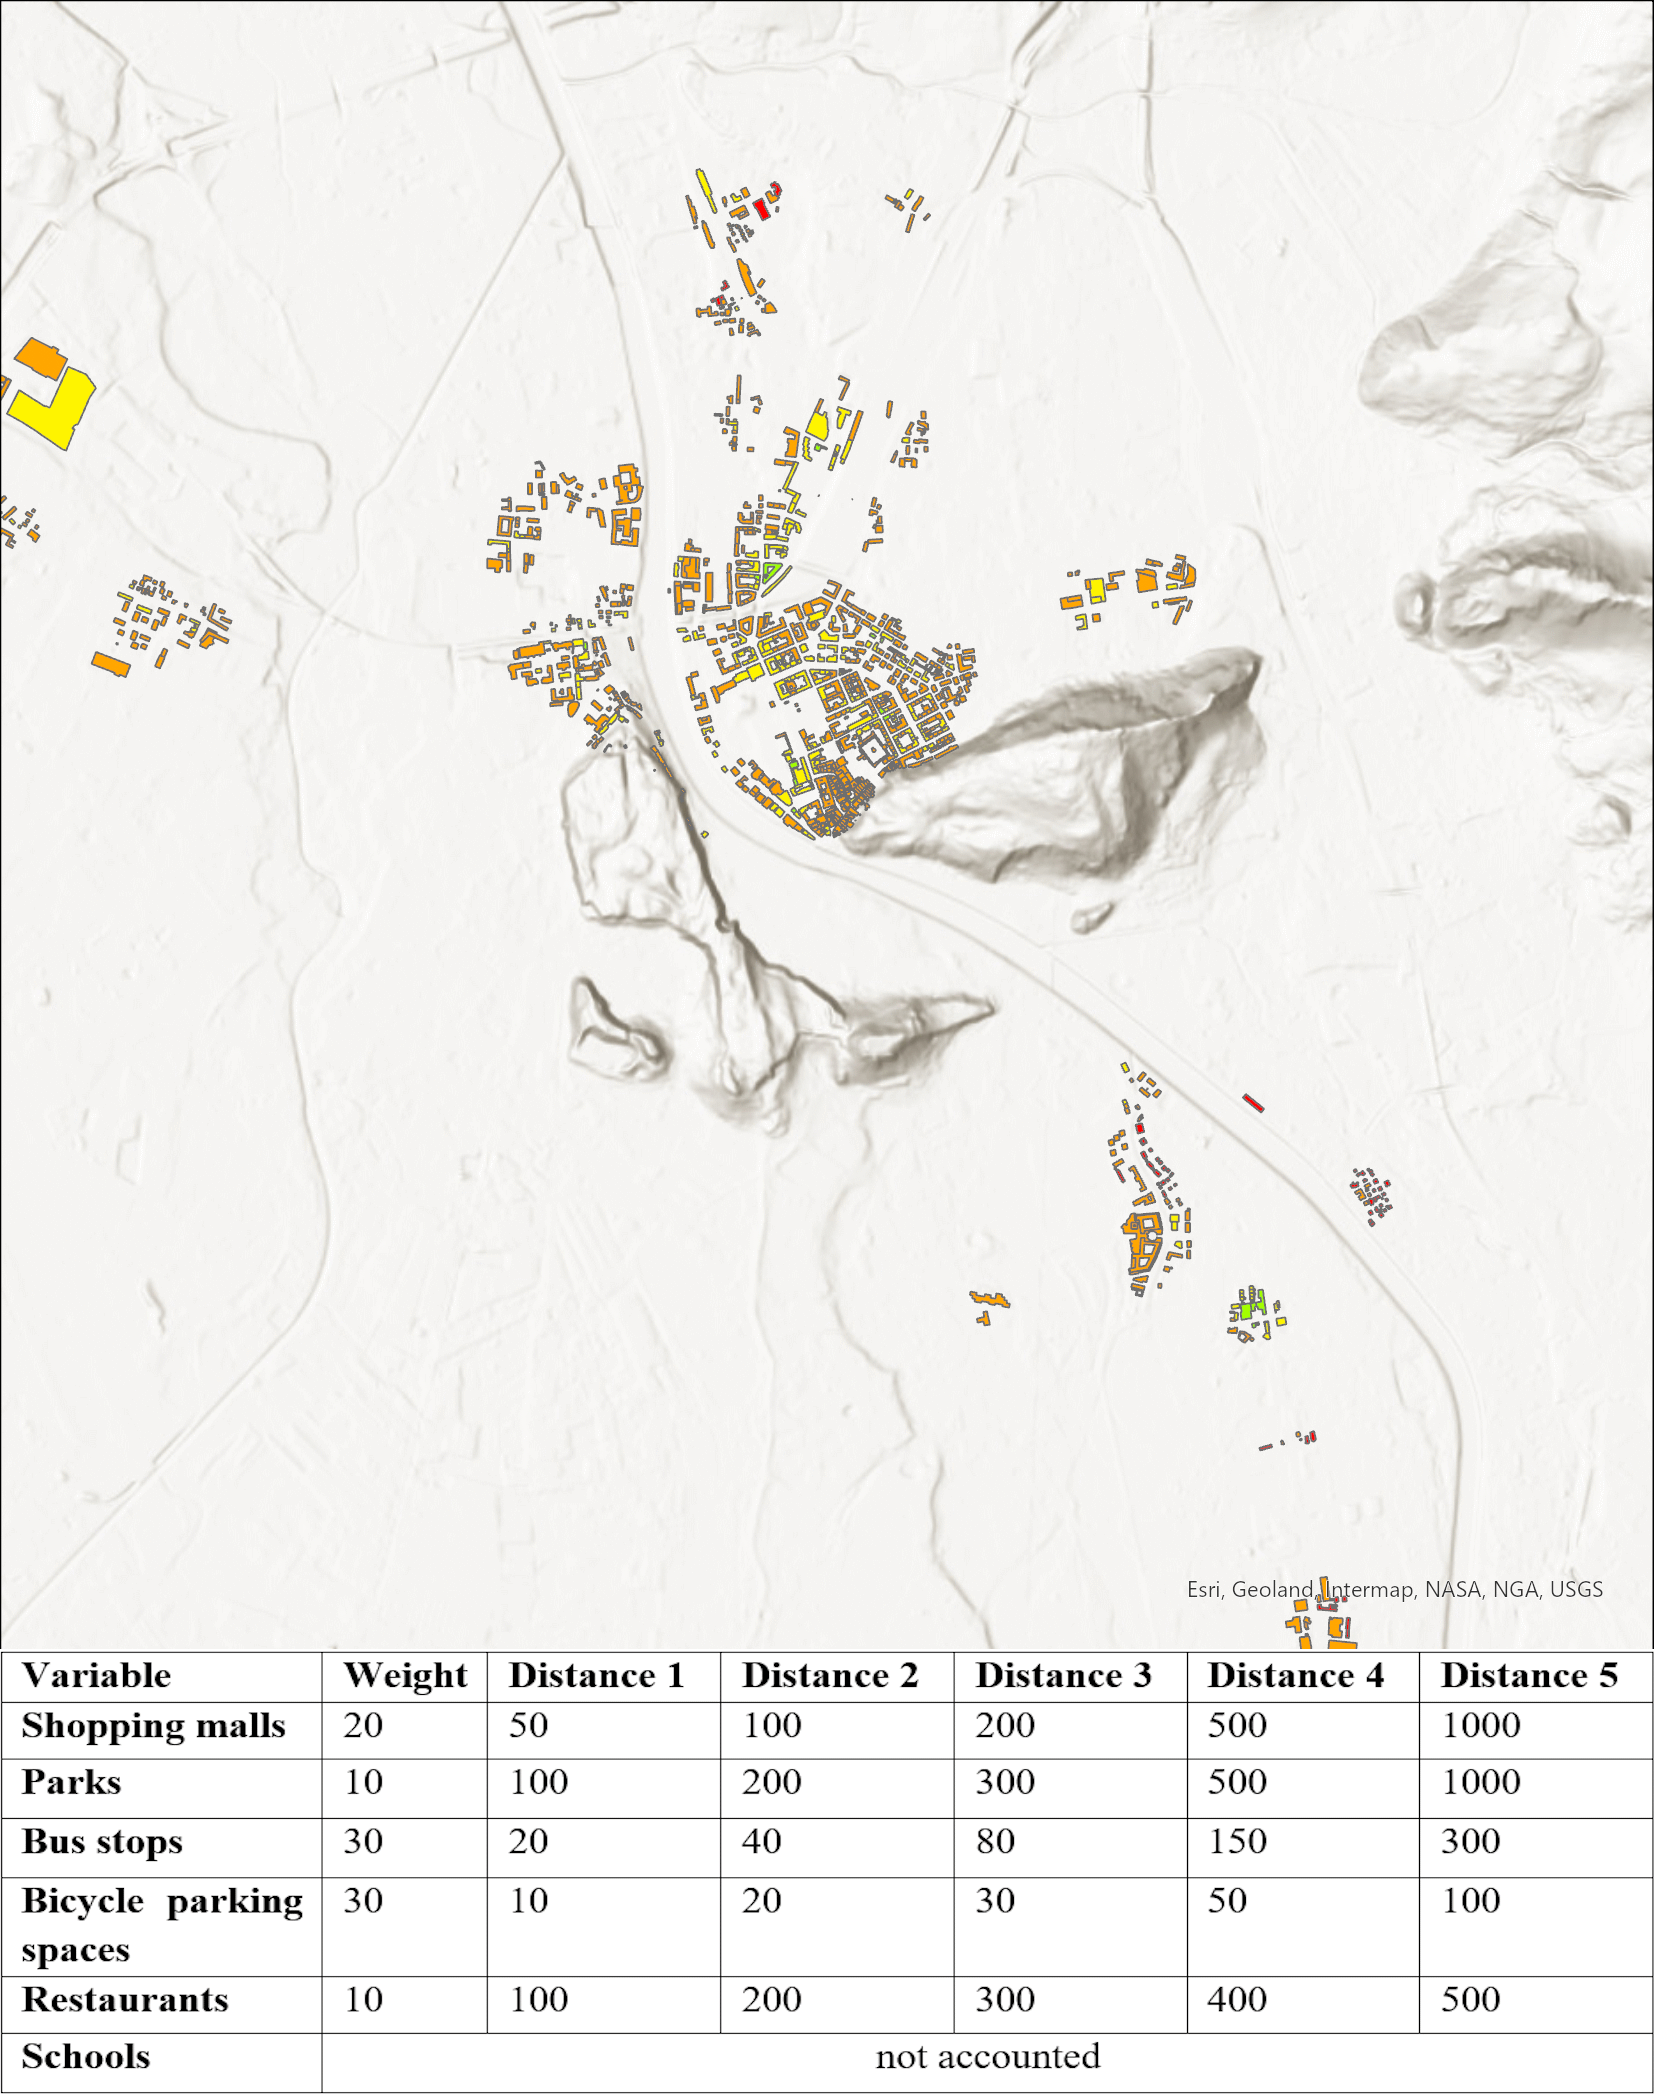 Esri, Geoland, Intermap, NASA, NGA, USGS
Variable Weight Distance 1 Distance 2 Distance 3 Distance 4 Distance 5
Shopping malls 20 50 100 200 500 1000
Parks 10 100 200 300 500 1000
Bus stops 30 20 40 80 150 300
Bicycle parking 30 10 20 30 50 100
spaces
Restaurants 10 100 200 300 400 500
Schools not accounted